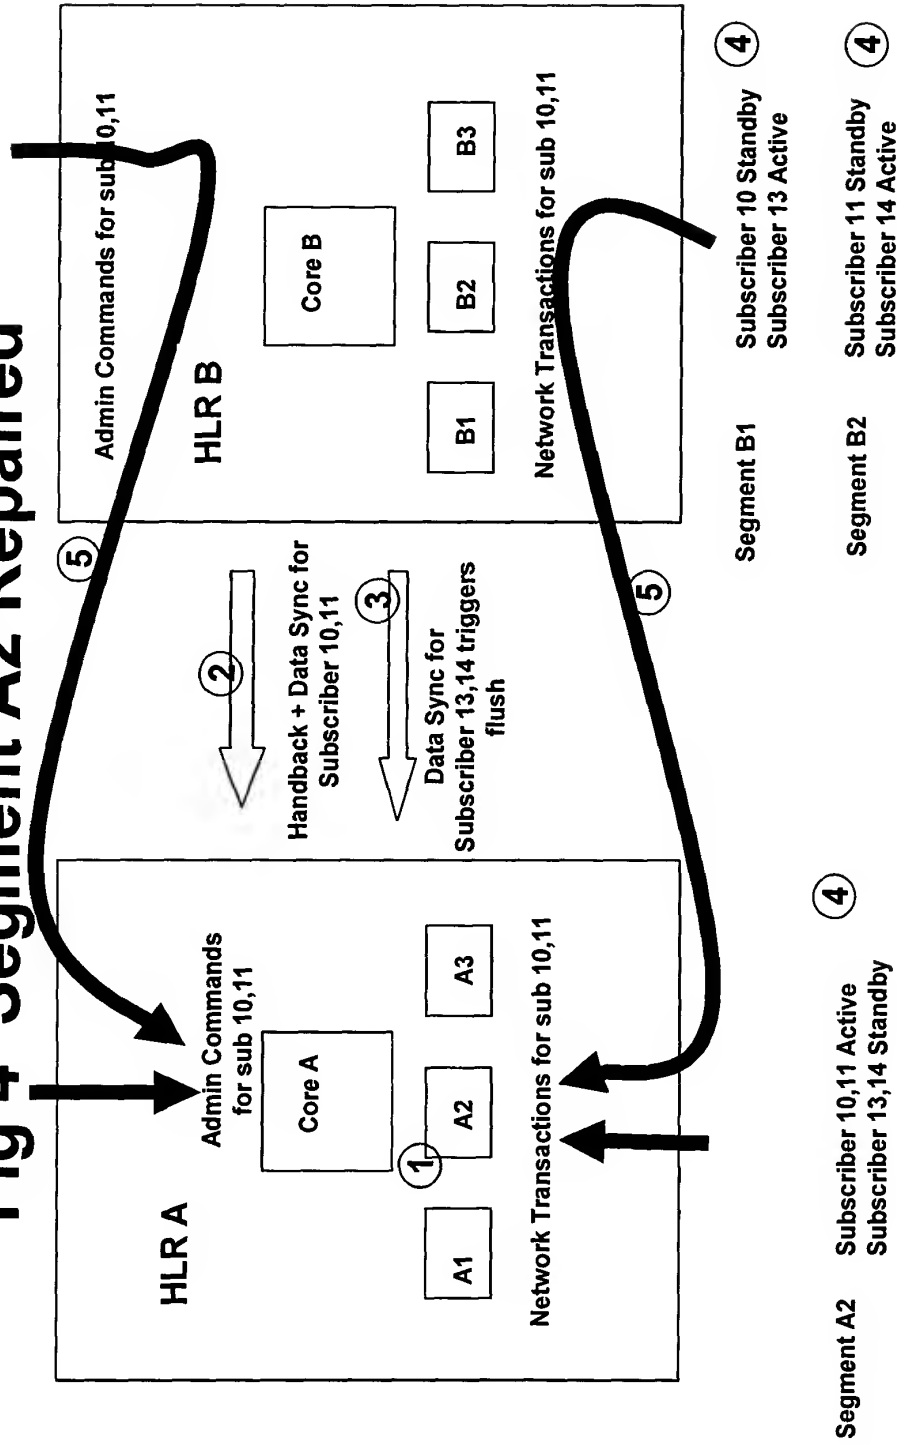 Fig 4 Segment A2 Repaired
HLR A
Admin Commands
for sub 10,11
Core A
1
A1
A2
A3
Network Transactions for sub 10,11
5
2
Handback + Data Sync for
Subscriber 10,11
3
Data Sync for
Subscriber 13,14 triggers
flush
5
Admin Commands for sub 10,11
HLR B
Core B
B1
B2
B3
Network Transactions for sub 10,11
Segment A2
Subscriber 10,11 Active
Subscriber 13,14 Standby
4
Segment B1
Subscriber 10 Standby
Subscriber 13 Active
4
Segment B2
Subscriber 11 Standby
Subscriber 14 Active
4